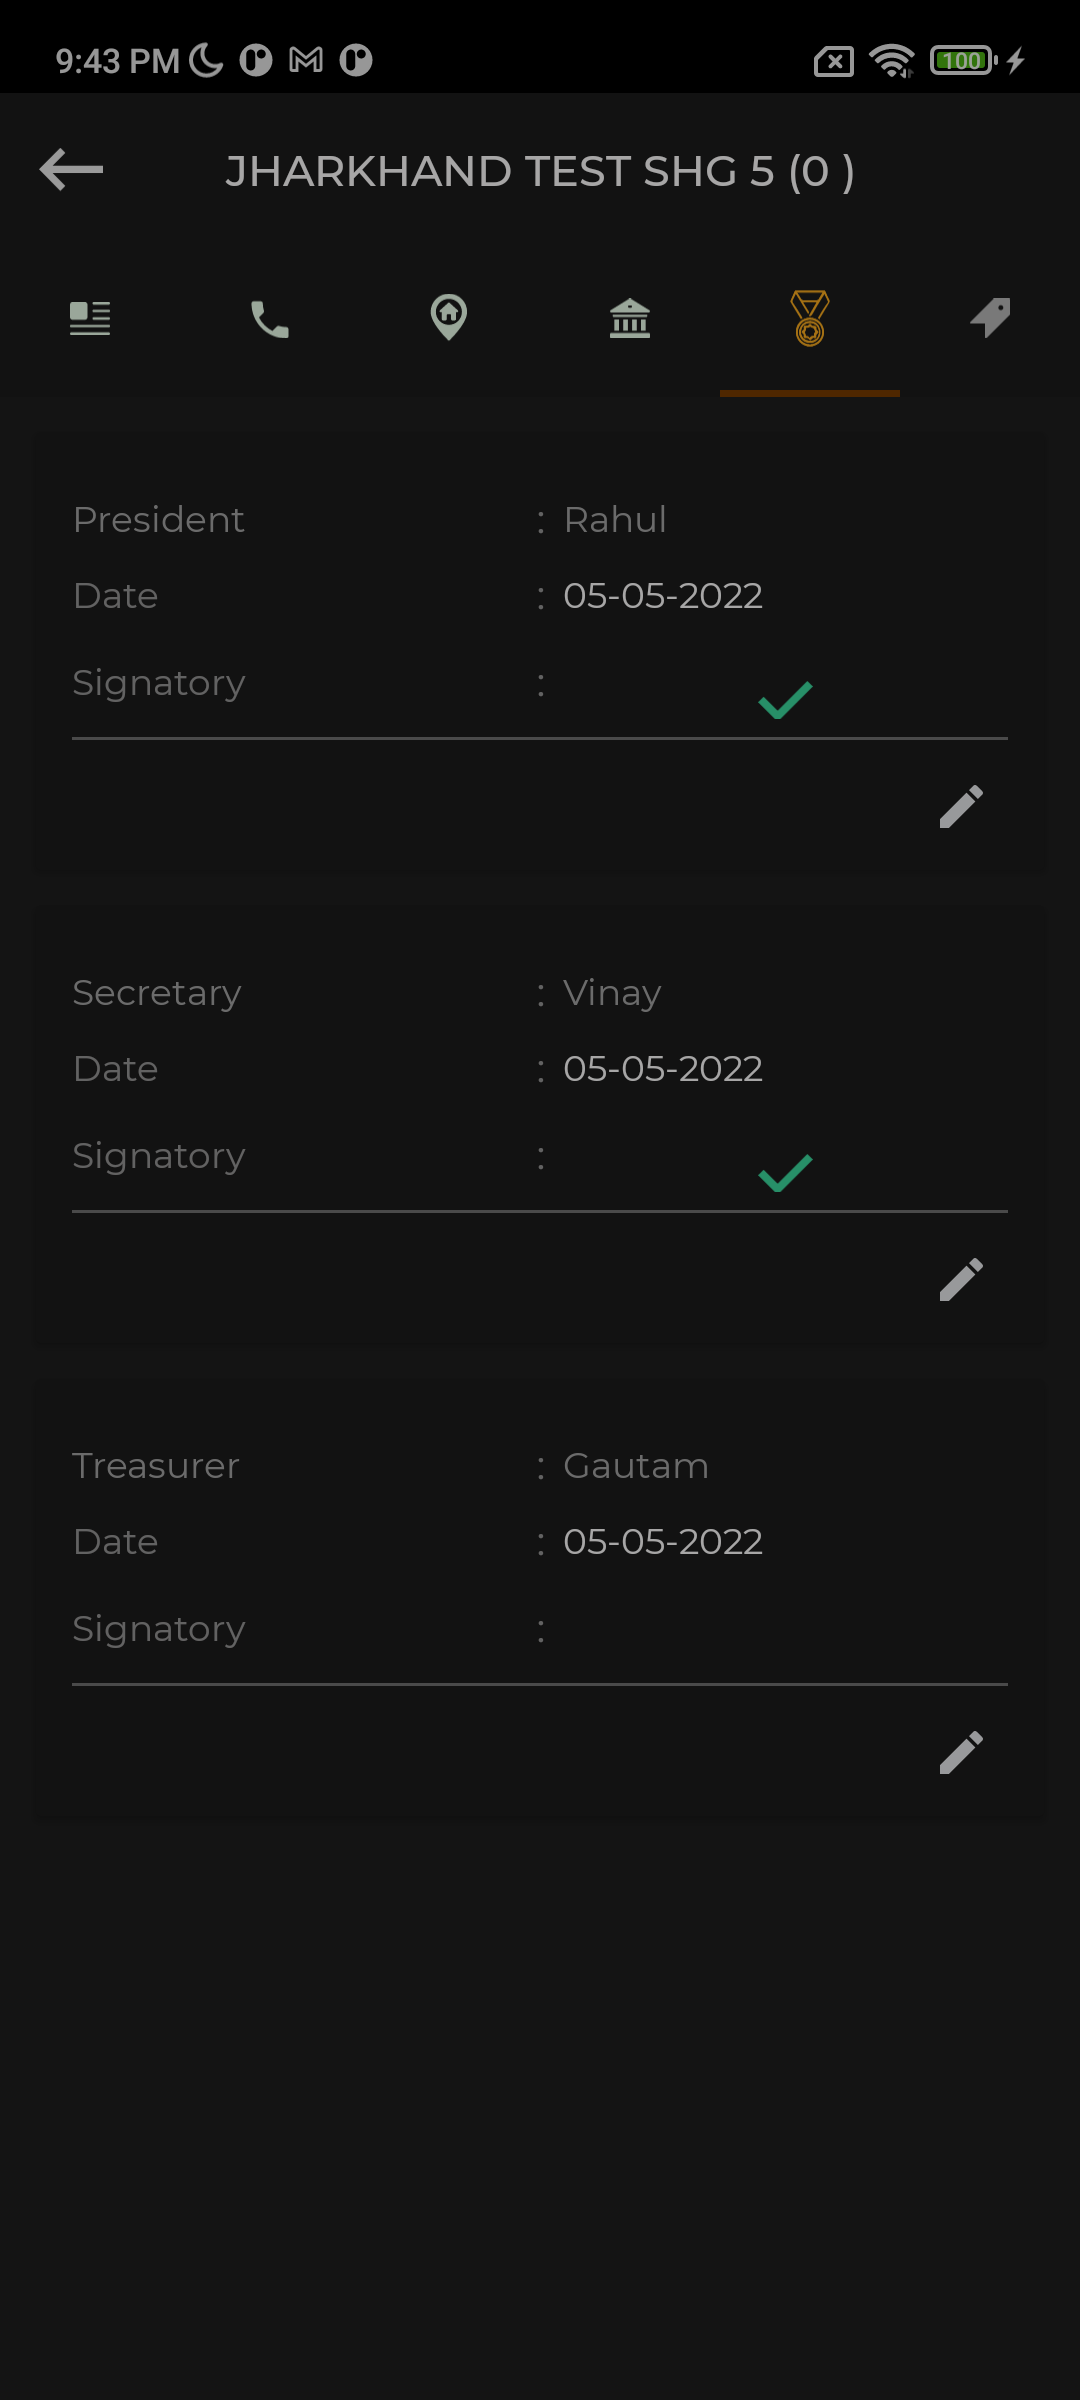 9:43 PM
100
JHARKHAND TEST SHG 5 (0 )
President : Rahul
Date : 05-05-2022
Signatory :
Secretary : Vinay
Date : 05-05-2022
Signatory :
Treasurer : Gautam
Date : 05-05-2022
Signatory :